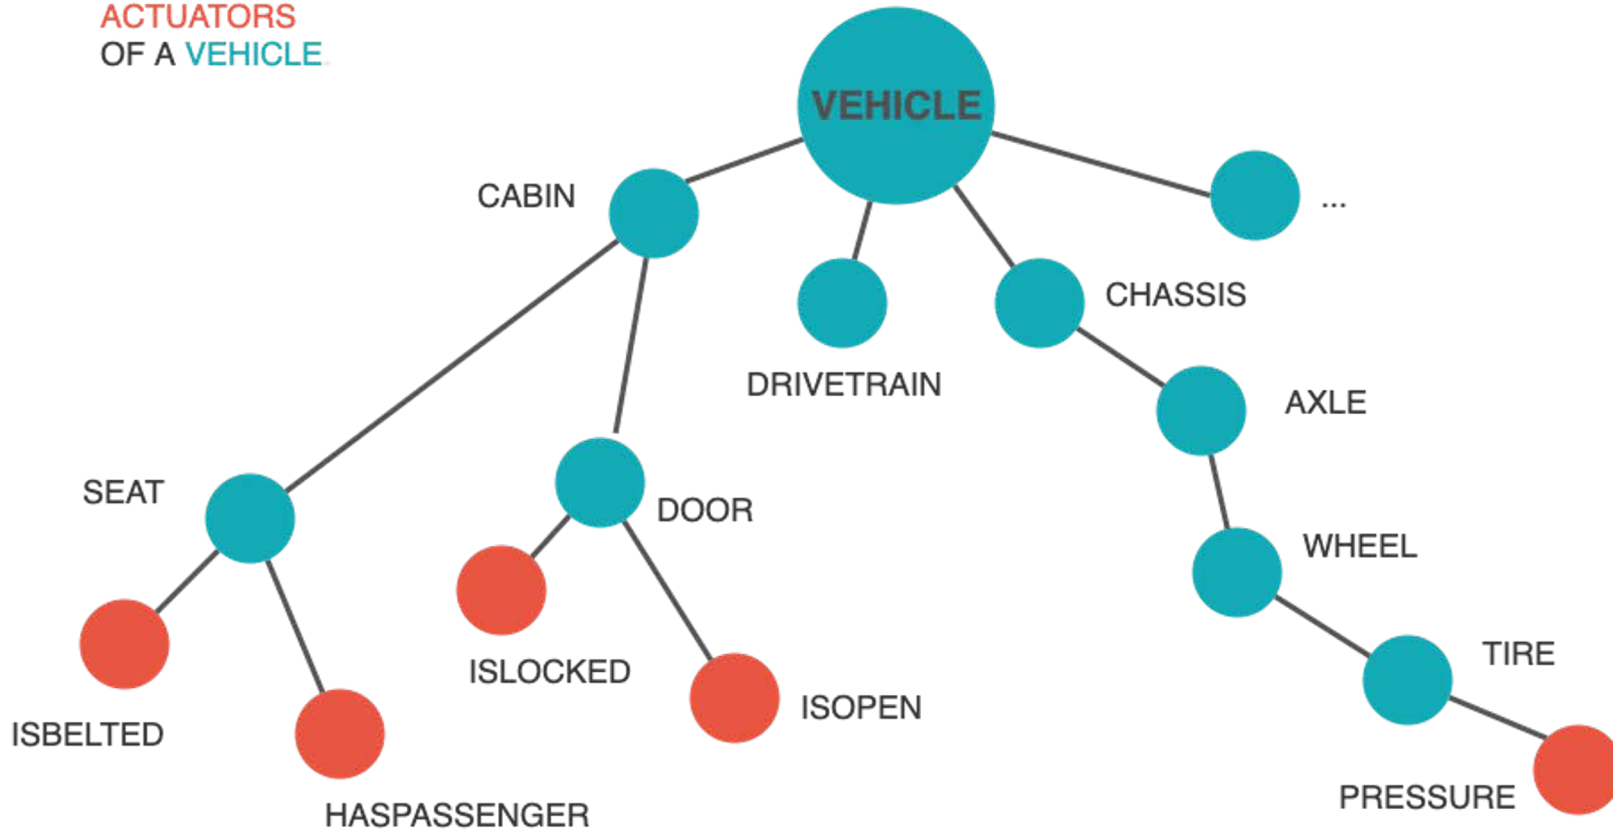 ACTUATORS
OF A VEHICLE
VEHICLE
CABIN
...
CHASSIS
DRIVETRAIN
AXLE
SEAT
DOOR
WHEEL
ISLOCKED
TIRE
ISOPEN
ISBELTED
PRESSURE
HASPASSENGER